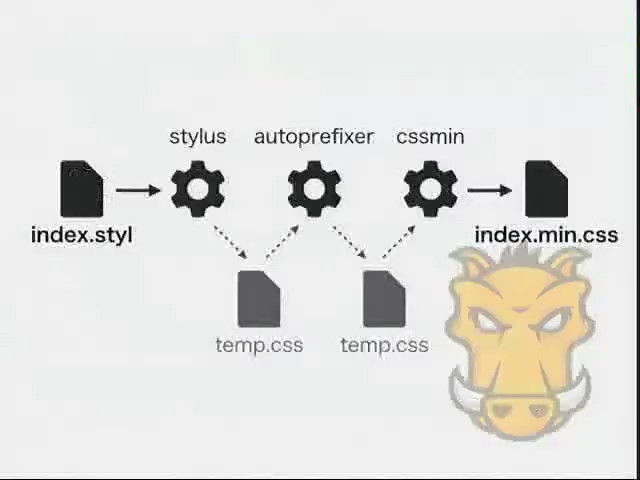 stylus autoprefixer cssmin
index.styl index.min.css
temp.css temp.css